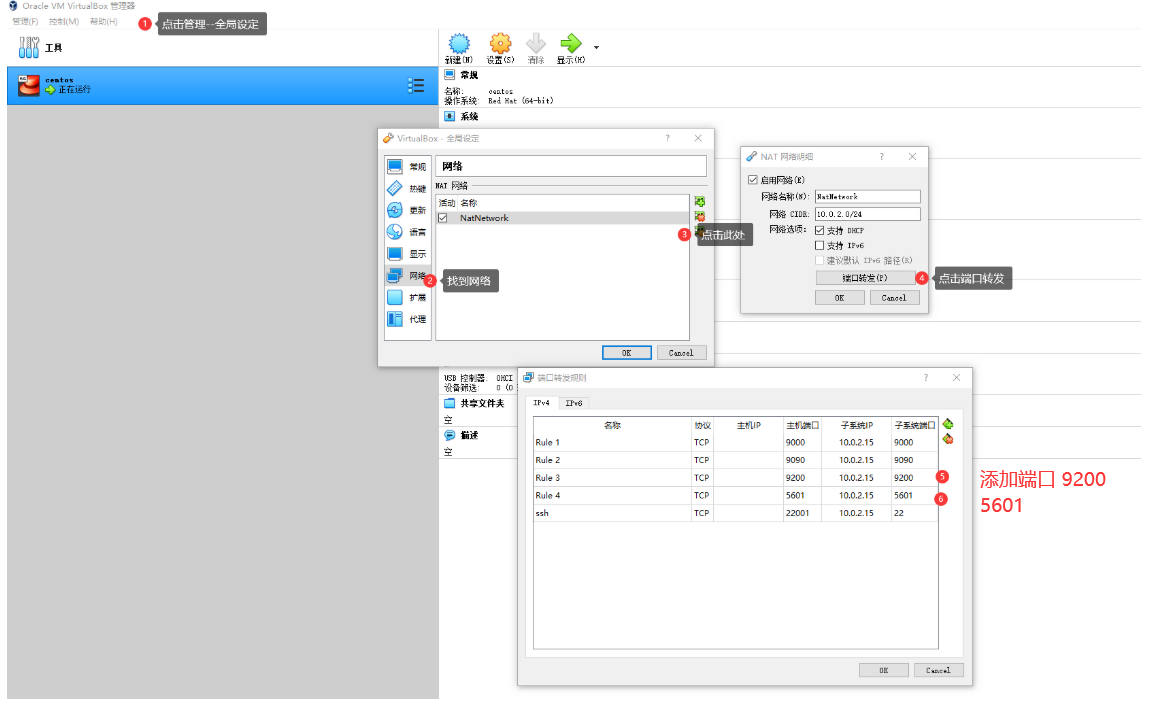 Oracle VM VirtualBox 管理器
管理(F) 控制(M) 帮助(H)
1 点击管理--全局设定
工具
新建(N) 设置(S) 清除 显示(H)
centos
正在运行
常规
名称: centos
操作系统: Red Hat (64-bit)
系统
VirtualBox - 全局设定 ?
常规
热键
更新
语言
显示
网络
扩展
代理
网络
NAT 网络
活动 名称
NatNetwork
3 点击此处
2 找到网络
OK Cancel
NAT 网络明细 ?
启用网络(E)
网络名称(N): NatNetwork
网络 CIDR: 10.0.2.0/24
网络选项: 支持 DHCP
支持 IPv6
建议默认 IPv6 路径(R)
端口转发(P) 4 点击端口转发
OK Cancel
USB 控制器: OHCI
设备筛选: 0 (0
共享文件夹
空
描述
空
端口转发规则 ?
IPv4 IPv6
名称 协议 主机IP 主机端口 子系统IP 子系统端口
Rule 1 TCP 9000 10.0.2.15 9000
Rule 2 TCP 9090 10.0.2.15 9090
Rule 3 TCP 9200 10.0.2.15 9200 5
Rule 4 TCP 5601 10.0.2.15 5601 6
ssh TCP 22001 10.0.2.15 22
添加端口 9200
5601
OK Cancel